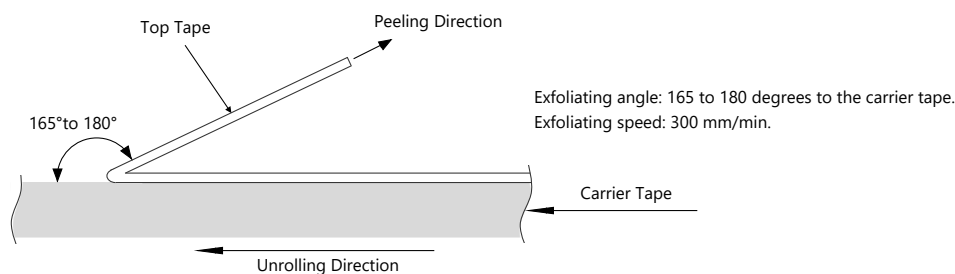 Top Tape
Peeling Direction
165°to 180°
Exfoliating angle: 165 to 180 degrees to the carrier tape.
Exfoliating speed: 300 mm/min.
Carrier Tape
Unrolling Direction